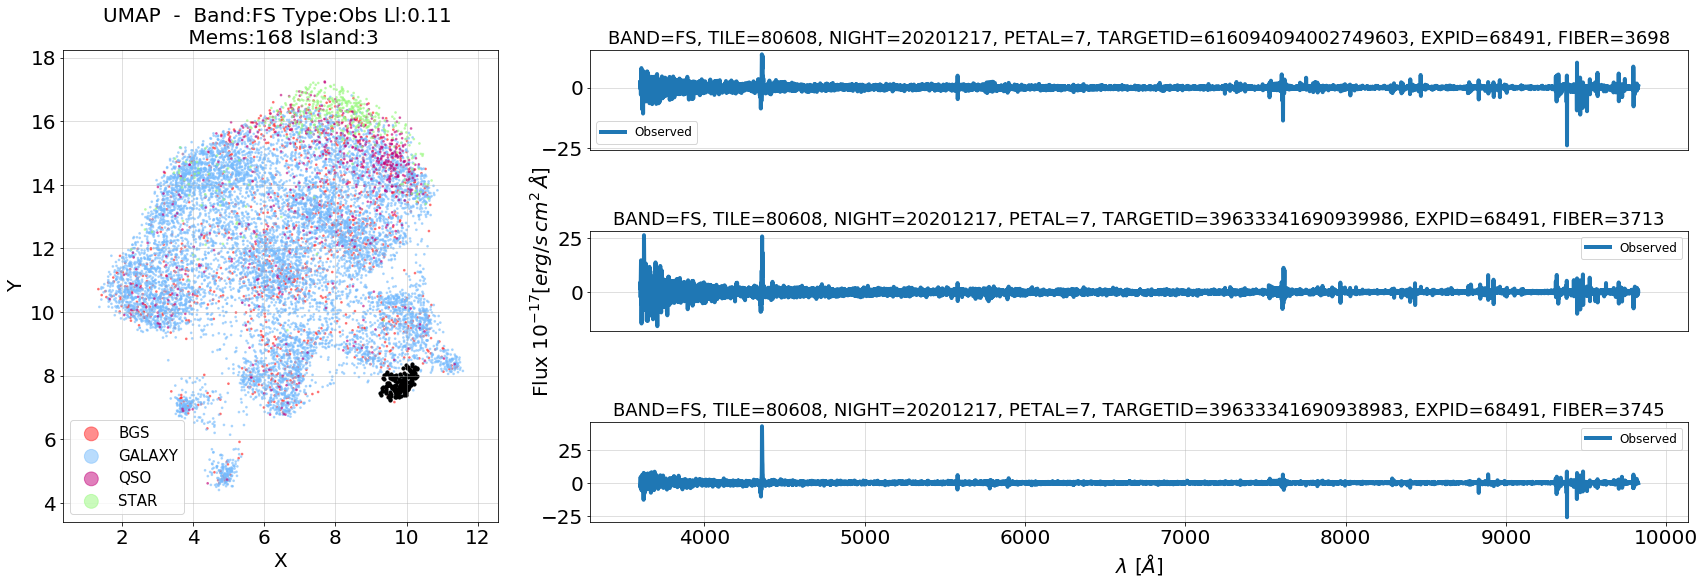 UMAP  -  Band:FS Type:Obs Ll:0.11
Mems:168 Island:3
18
16
14
12
10
8
6
4
Y
BGS
GALAXY
QSO
STAR
2
4
6
8
10
12
X
BAND=FS, TILE=80608, NIGHT=20201217, PETAL=7, TARGETID=616094094002749603, EXPID=68491, FIBER=3698
0
−25
Observed
BAND=FS, TILE=80608, NIGHT=20201217, PETAL=7, TARGETID=39633341690939986, EXPID=68491, FIBER=3713
25
0
Observed
Flux 10⁻¹⁷[erg/s cm² Å]
BAND=FS, TILE=80608, NIGHT=20201217, PETAL=7, TARGETID=39633341690938983, EXPID=68491, FIBER=3745
25
0
−25
Observed
4000
5000
6000
7000
8000
9000
10000
λ [Å]